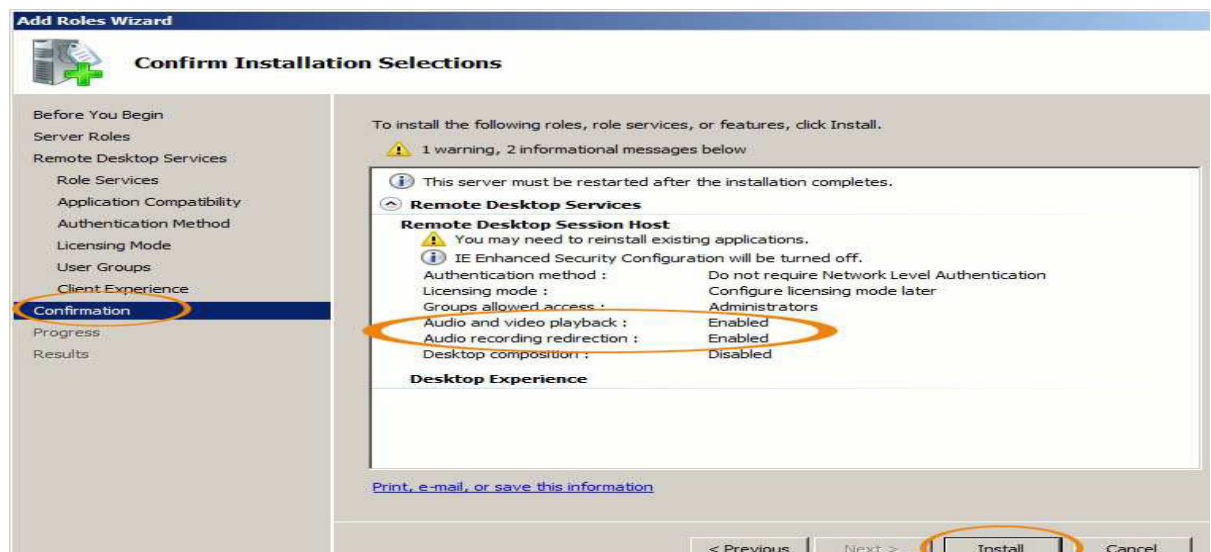 Add Roles Wizard
Confirm Installation Selections
Before You Begin
Server Roles
Remote Desktop Services
Role Services
Application Compatibility
Authentication Method
Licensing Mode
User Groups
Client Experience
Confirmation
Progress
Results
To install the following roles, role services, or features, click Install.
1 warning, 2 informational messages below
This server must be restarted after the installation completes.
Remote Desktop Services
Remote Desktop Session Host
You may need to reinstall existing applications.
IE Enhanced Security Configuration will be turned off.
Authentication method : Do not require Network Level Authentication
Licensing mode : Configure licensing mode later
Groups allowed access : Administrators
Audio and video playback : Enabled
Audio recording redirection : Enabled
Desktop composition : Disabled
Desktop Experience
Print, e-mail, or save this information
< Previous Next > Install Cancel